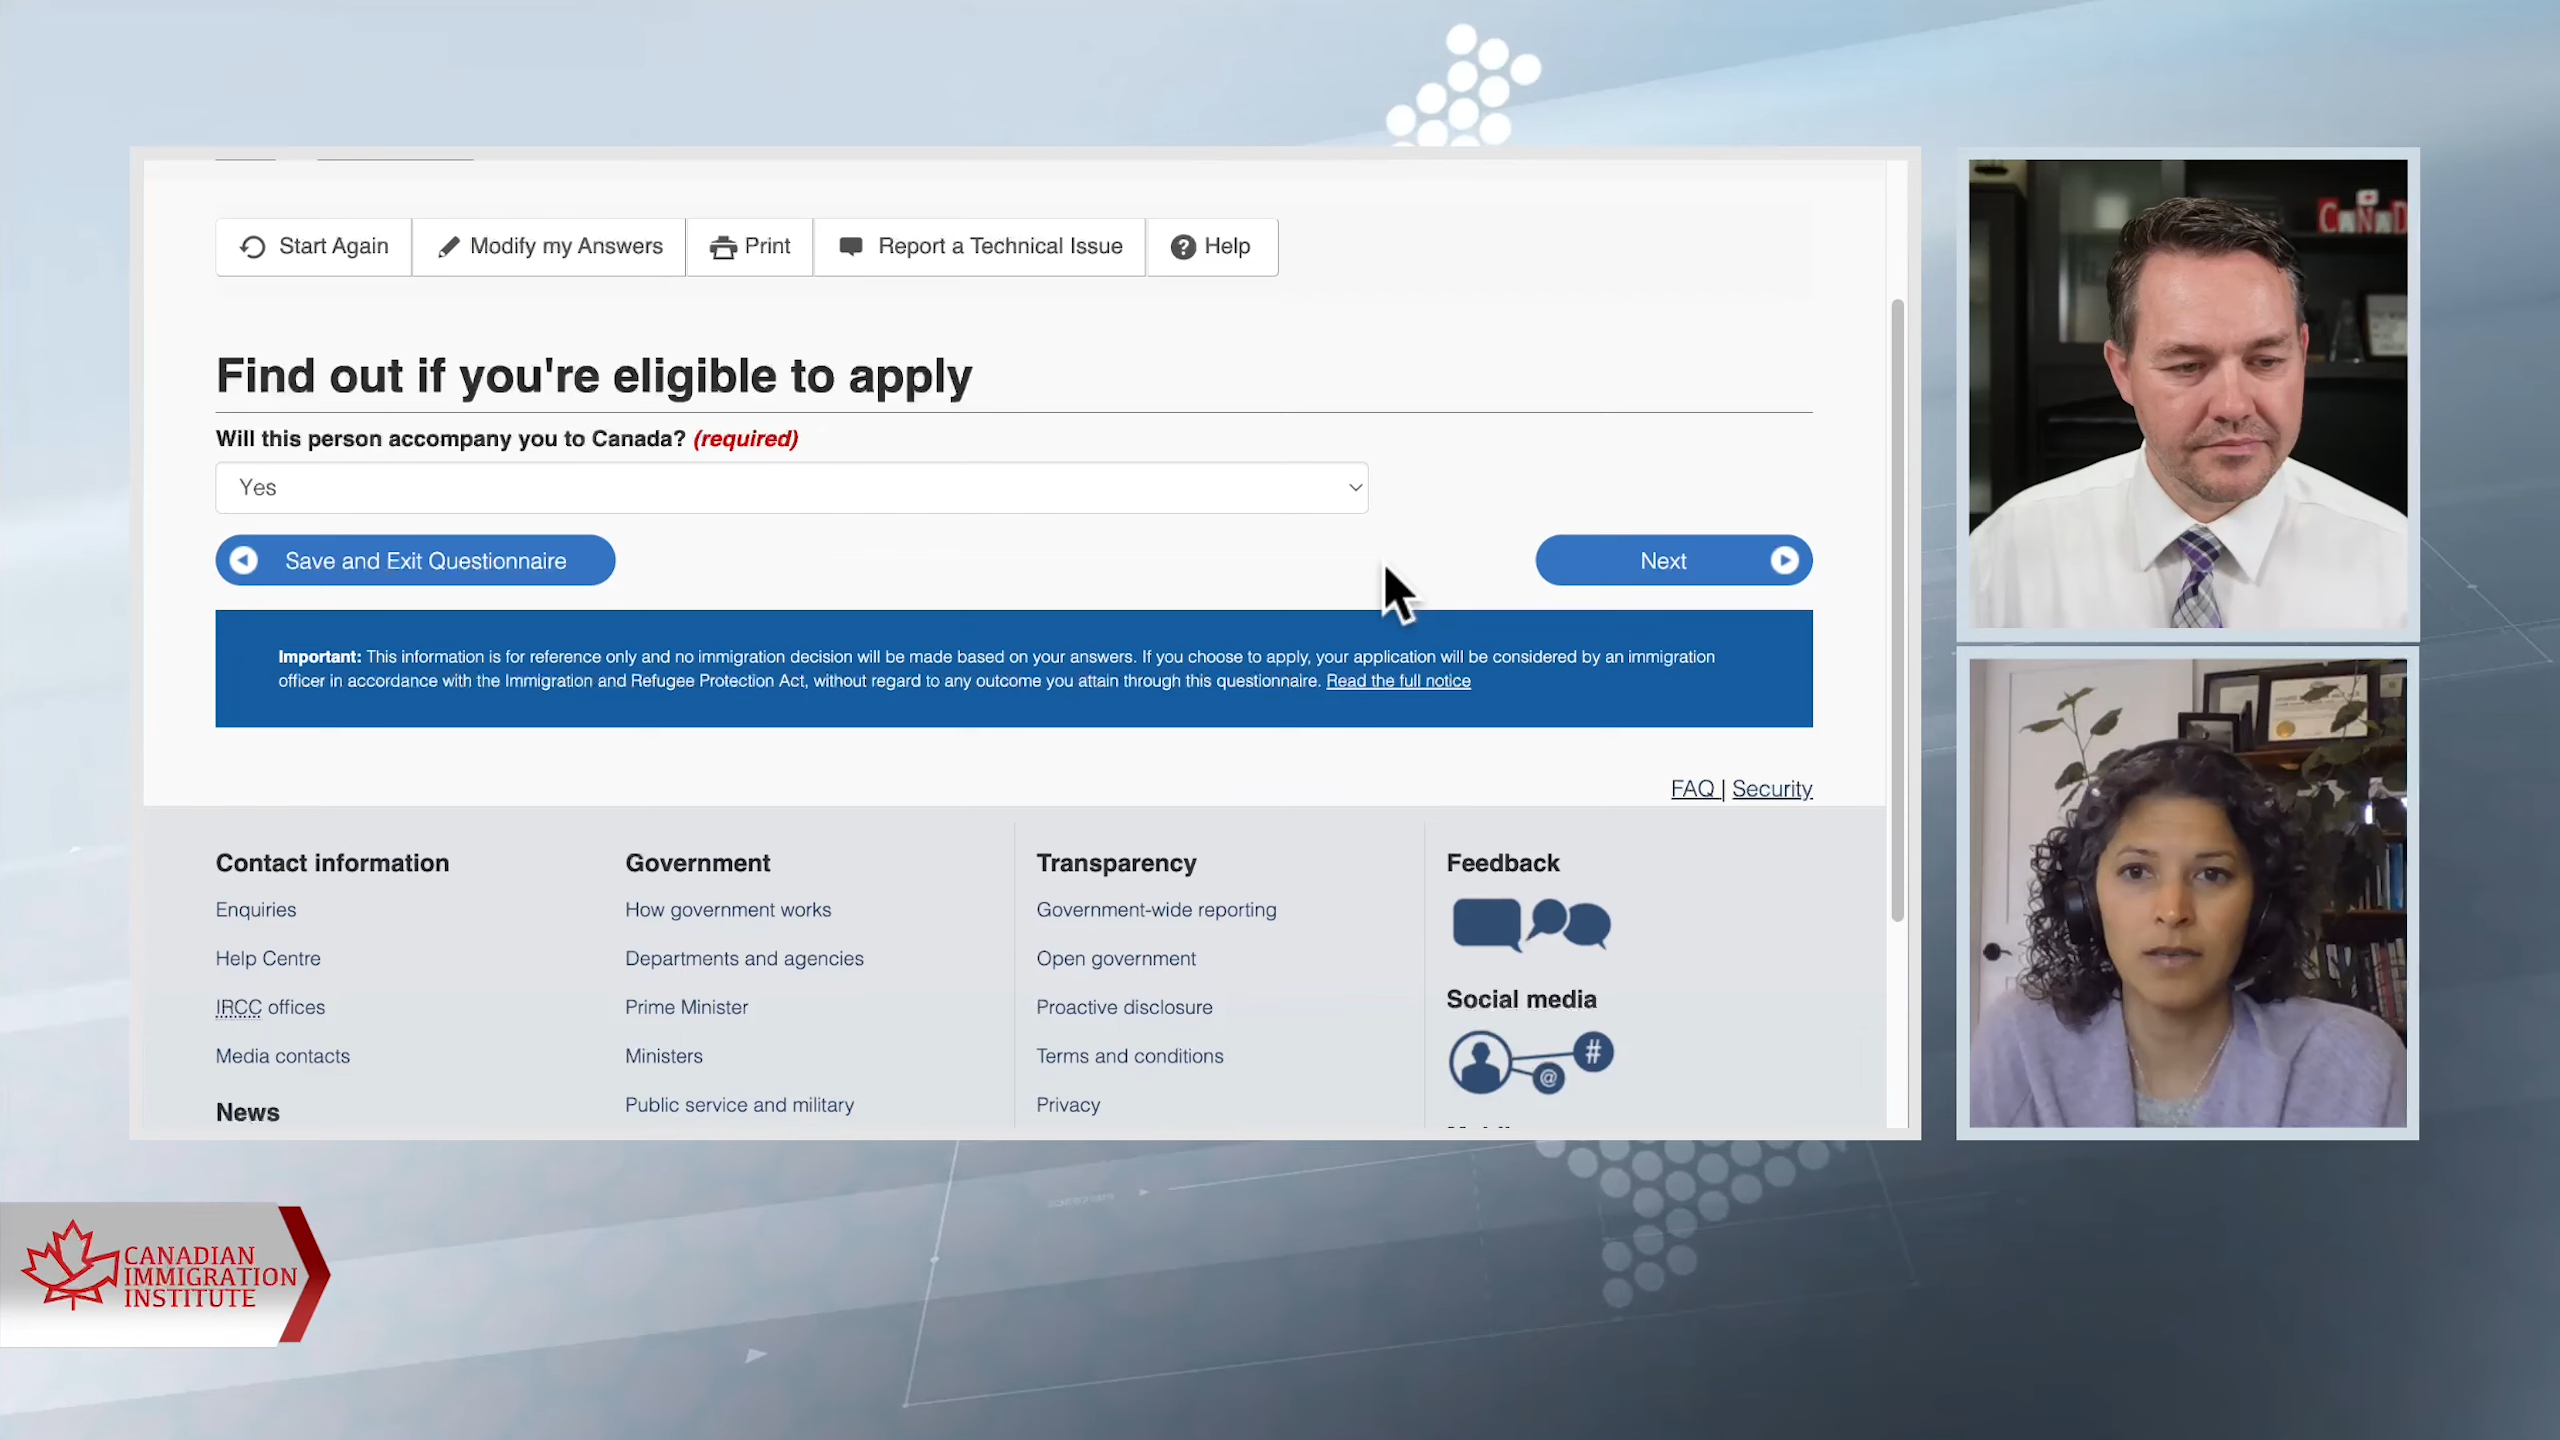 Start Again
Modify my Answers
Print
Report a Technical Issue
Help
Find out if you're eligible to apply
Will this person accompany you to Canada? (required)
Yes
Save and Exit Questionnaire
Next
Important: This information is for reference only and no immigration decision will be made based on your answers. If you choose to apply, your application will be considered by an immigration
officer in accordance with the Immigration and Refugee Protection Act, without regard to any outcome you attain through this questionnaire. Read the full notice
FAQ | Security
Contact information
Enquiries
Help Centre
IRCC offices
Media contacts
News
Government
How government works
Departments and agencies
Prime Minister
Ministers
Public service and military
Transparency
Government-wide reporting
Open government
Proactive disclosure
Terms and conditions
Privacy
Feedback
Social media
#
@
CANAD
CANADIAN
IMMIGRATION
INSTITUTE